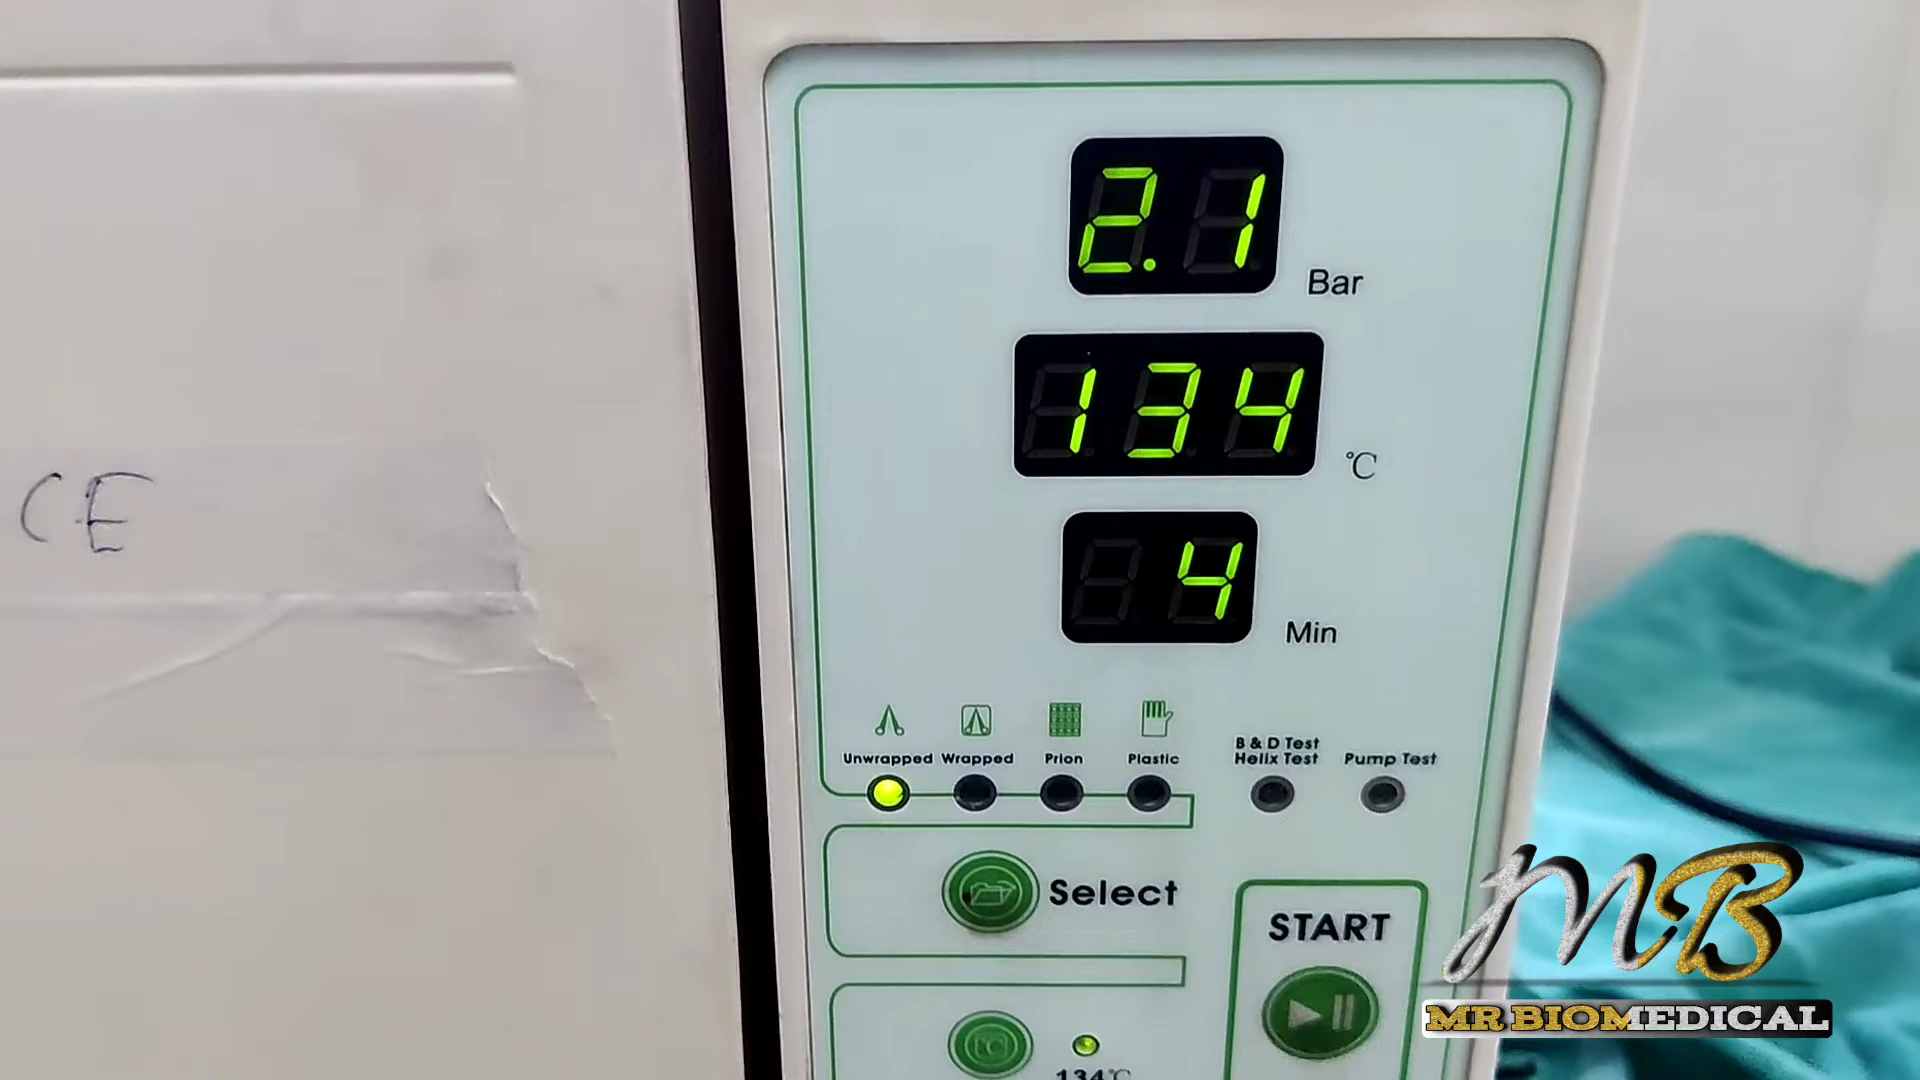 2.1
Bar
134
°C
CE
4
Min
Unwrapped Wrapped Prion Plastic
B & D Test
Helix Test
Pump Test
Select
START
°C
134°C
MB
MR BIOMEDICAL